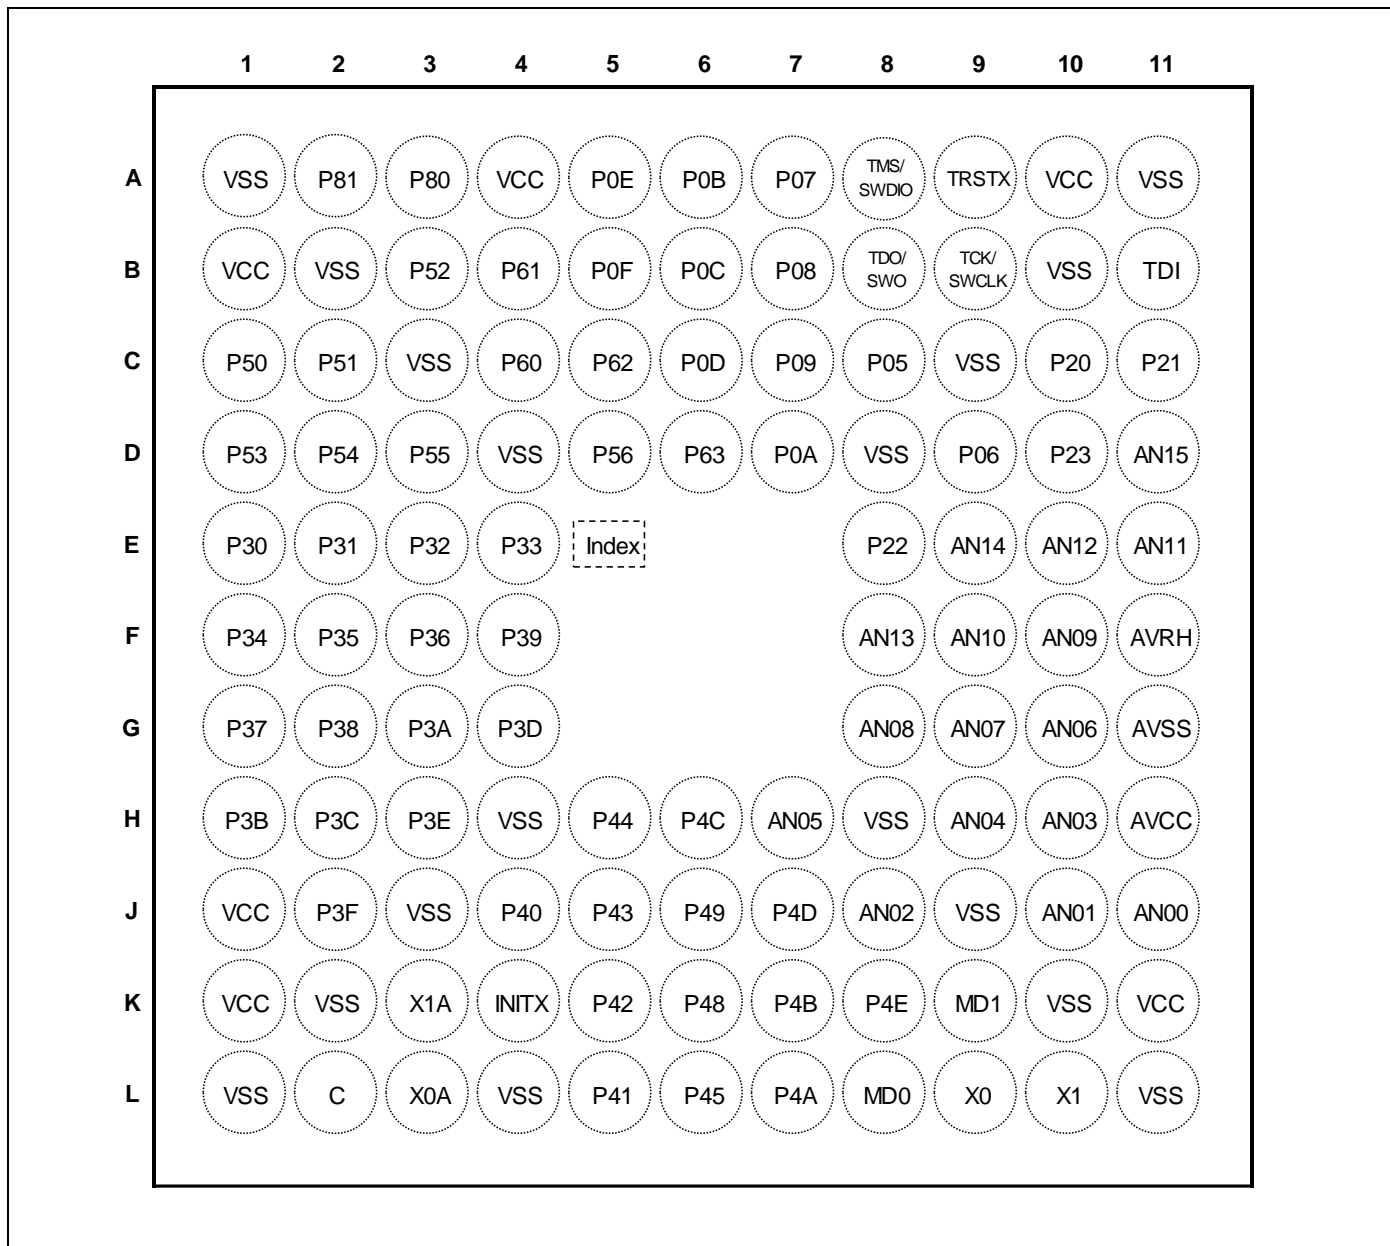 1 2 3 4 5 6 7 8 9 10 11
A VSS P81 P80 VCC P0E P0B P07 TMS/SWDIO TRSTX VCC VSS
B VCC VSS P52 P61 P0F P0C P08 TDO/SWO TCK/SWCLK VSS TDI
C P50 P51 VSS P60 P62 P0D P09 P05 VSS P20 P21
D P53 P54 P55 VSS P56 P63 P0A VSS P06 P23 AN15
E P30 P31 P32 P33 Index P22 AN14 AN12 AN11
F P34 P35 P36 P39 AN13 AN10 AN09 AVRH
G P37 P38 P3A P3D AN08 AN07 AN06 AVSS
H P3B P3C P3E VSS P44 P4C AN05 VSS AN04 AN03 AVCC
J VCC P3F VSS P40 P43 P49 P4D AN02 VSS AN01 AN00
K VCC VSS X1A INITX P42 P48 P4B P4E MD1 VSS VCC
L VSS C X0A VSS P41 P45 P4A MD0 X0 X1 VSS